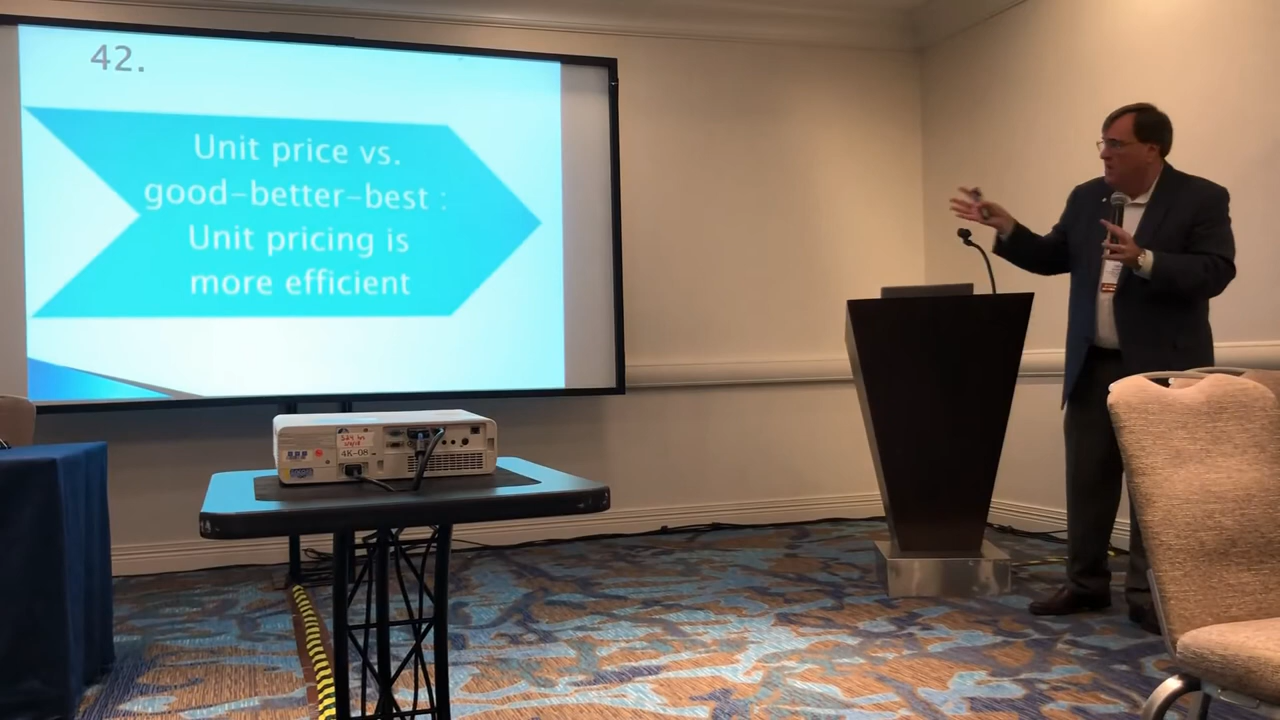 42.
Unit price vs.
good-better-best :
Unit pricing is
more efficient
4K-08